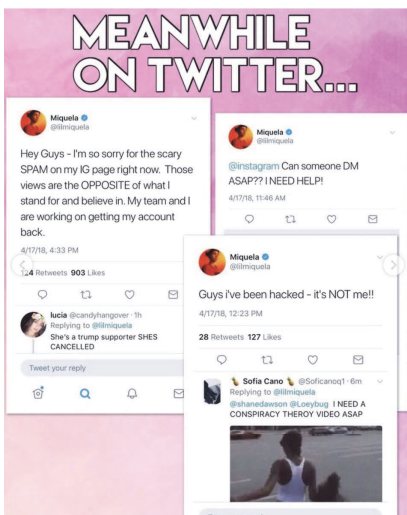 MEANWHILE
ON TWITTER...
Miquela
@lilmiquela
Hey Guys - I'm so sorry for the scary
SPAM on my IG page right now. Those
views are the OPPOSITE of what I
stand for and believe in. My team and I
are working on getting my account
back.
4/17/18, 4:33 PM
124 Retweets 903 Likes
lucia @candyhangover · 1h
Replying to @lilmiquela
She's a trump supporter SHES
CANCELLED
Tweet your reply
Miquela
@lilmiquela
@instagram Can someone DM
ASAP?? I NEED HELP!
4/17/18, 11:46 AM
Miquela
@lilmiquela
Guys i've been hacked - it's NOT me!!
4/17/18, 12:23 PM
28 Retweets 127 Likes
Sofia Cano @Soficanoq1 · 6m
Replying to @lilmiquela
@shanedawson @Loeybug I NEED A
CONSPIRACY THEROY VIDEO ASAP